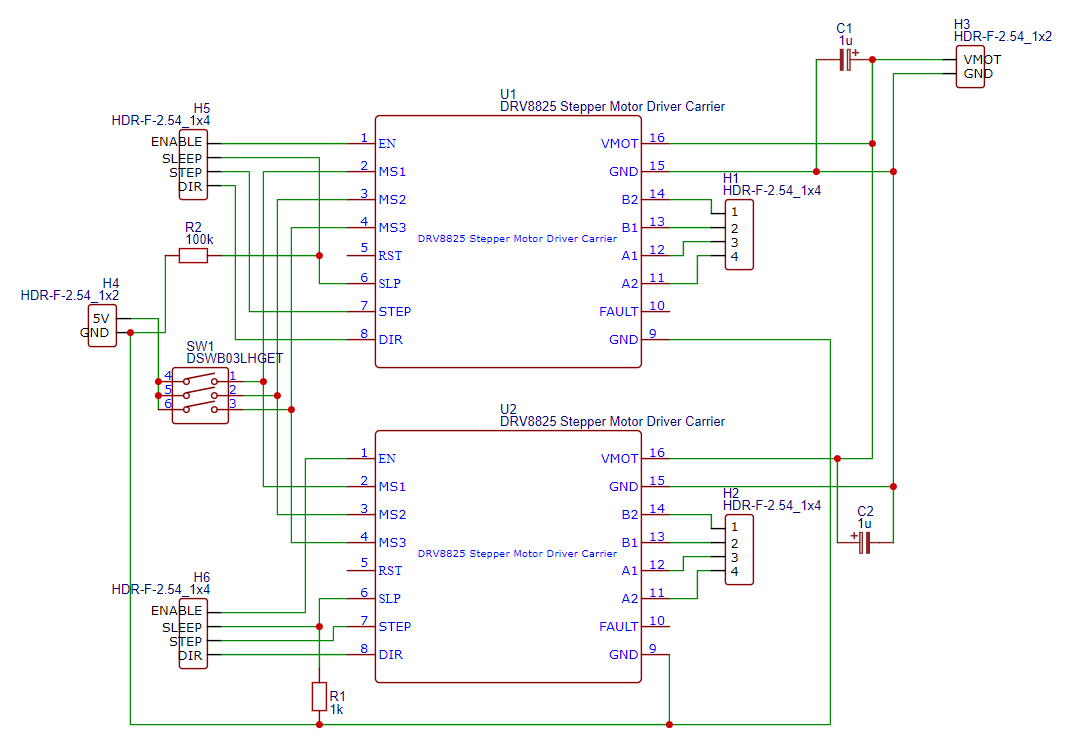 C1
1u
H3
HDR-F-2.54_1x2
VMOT
GND
U1
DRV8825 Stepper Motor Driver Carrier
H5
HDR-F-2.54_1x4
ENABLE
SLEEP
STEP
DIR
1 EN
2 MS1
3 MS2
4 MS3
5 RST
6 SLP
7 STEP
8 DIR
DRV8825 Stepper Motor Driver Carrier
VMOT 16
GND 15
B2 14
B1 13
A1 12
A2 11
FAULT 10
GND 9
H1
HDR-F-2.54_1x4
1
2
3
4
R2
100k
H4
HDR-F-2.54_1x2
5V
GND
SW1
DSWB03LHGET
4 1
5 2
6 3
U2
DRV8825 Stepper Motor Driver Carrier
1 EN
2 MS1
3 MS2
4 MS3
5 RST
6 SLP
7 STEP
8 DIR
DRV8825 Stepper Motor Driver Carrier
VMOT 16
GND 15
B2 14
B1 13
A1 12
A2 11
FAULT 10
GND 9
H2
HDR-F-2.54_1x4
1
2
3
4
C2
1u
H6
HDR-F-2.54_1x4
ENABLE
SLEEP
STEP
DIR
R1
1k